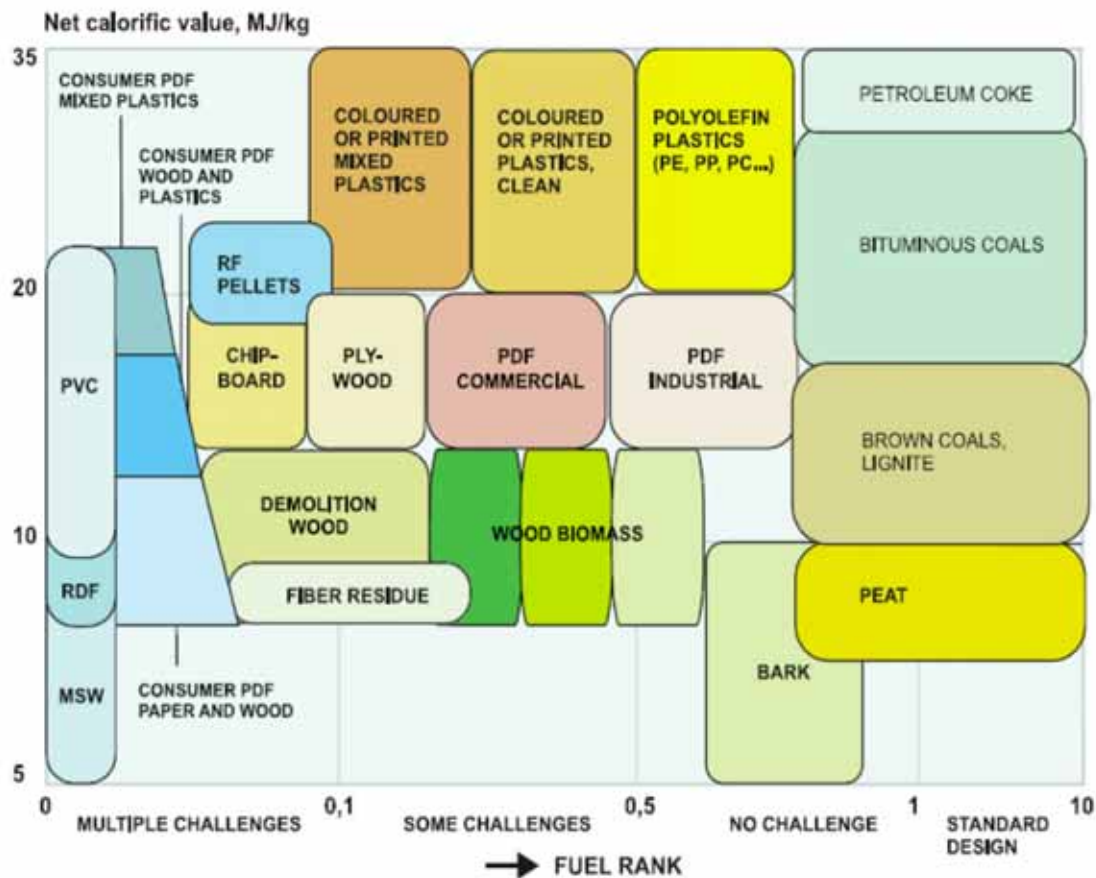 Net calorific value, MJ/kg
35
20
10
5
CONSUMER PDF
MIXED PLASTICS
CONSUMER PDF
WOOD AND
PLASTICS
COLOURED
OR PRINTED
MIXED
PLASTICS
COLOURED
OR PRINTED
PLASTICS,
CLEAN
POLYOLEFIN
PLASTICS
(PE, PP, PC...)
PETROLEUM COKE
BITUMINOUS COALS
RF
PELLETS
PVC
CHIP-
BOARD
PLY-
WOOD
PDF
COMMERCIAL
PDF
INDUSTRIAL
BROWN COALS,
LIGNITE
DEMOLITION
WOOD
WOOD BIOMASS
RDF
FIBER RESIDUE
PEAT
MSW
CONSUMER PDF
PAPER AND WOOD
BARK
0
0,1
0,5
1
10
MULTIPLE CHALLENGES
SOME CHALLENGES
NO CHALLENGE
STANDARD
DESIGN
FUEL RANK